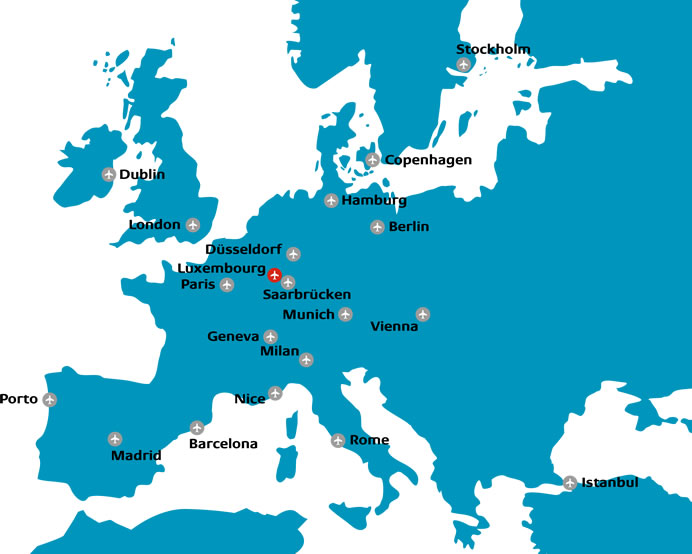 Stockholm
Copenhagen
Dublin
Hamburg
London
Berlin
Düsseldorf
Luxembourg
Paris
Saarbrücken
Munich
Vienna
Geneva
Milan
Porto
Nice
Barcelona
Rome
Madrid
Istanbul